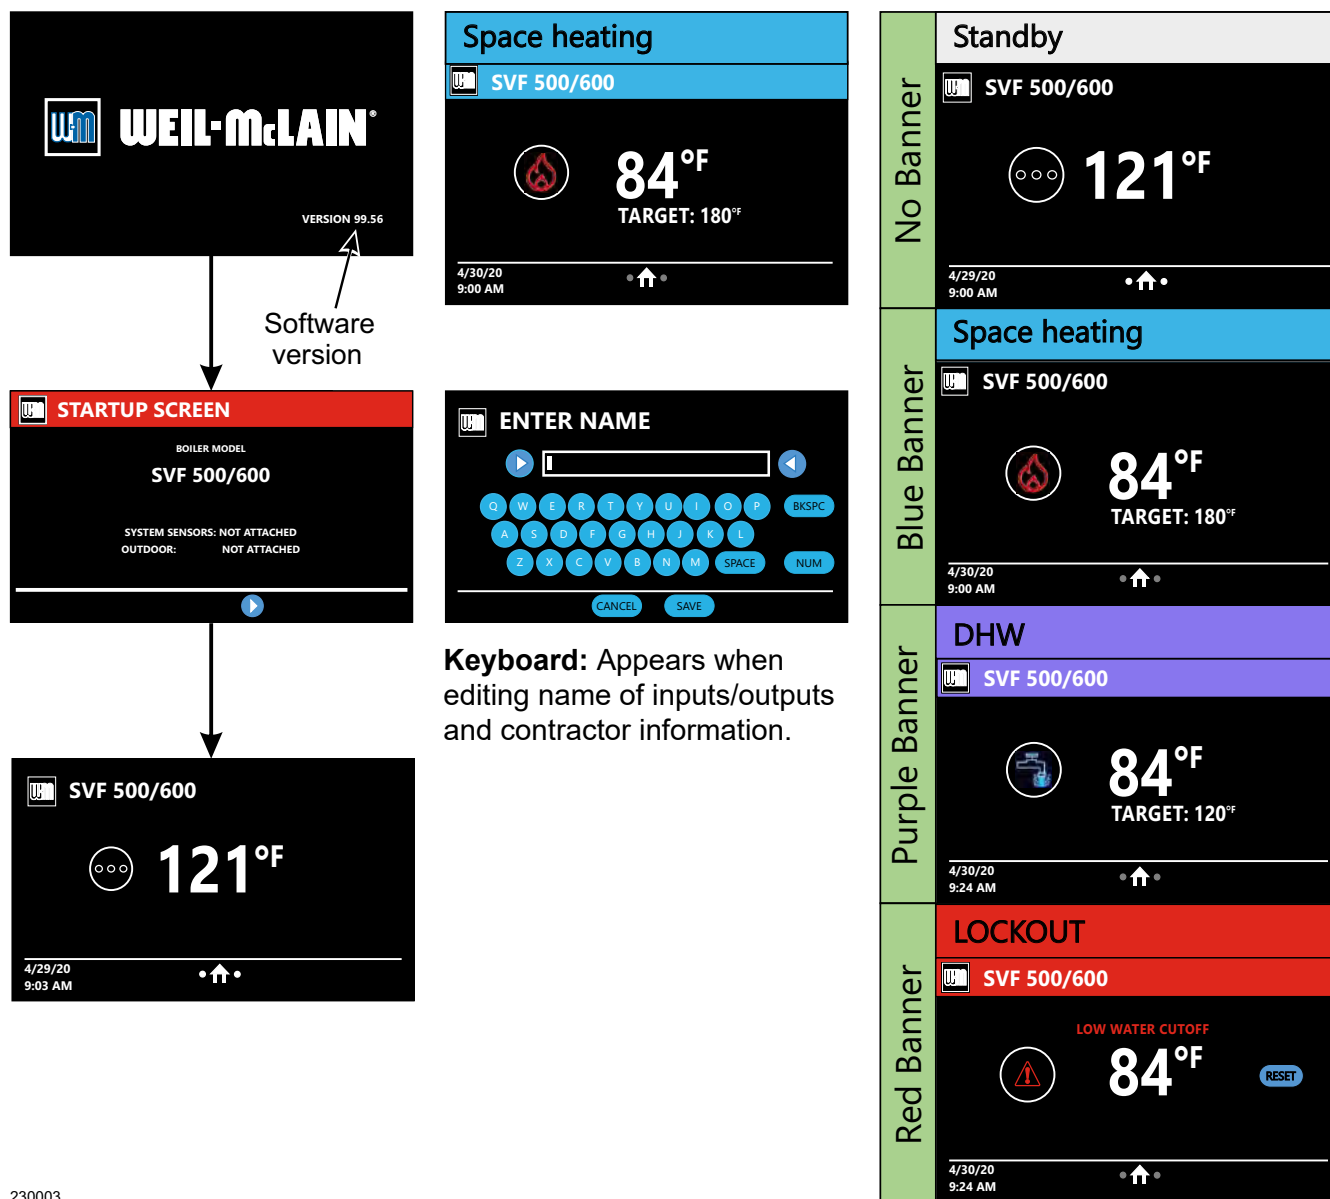 WEIL-McLAIN®
VERSION 99.56
Software
version
STARTUP SCREEN
BOILER MODEL
SVF 500/600
SYSTEM SENSORS: NOT ATTACHED
OUTDOOR: NOT ATTACHED
SVF 500/600
121°F
4/29/20
9:03 AM
230003
Space heating
SVF 500/600
84°F
TARGET: 180°F
4/30/20
9:00 AM
ENTER NAME
Q W E R T Y U I O P BKSPC
A S D F G H J K L
Z X C V B N M SPACE NUM
CANCEL SAVE
Keyboard: Appears when
editing name of inputs/outputs
and contractor information.
No Banner
Standby
SVF 500/600
121°F
4/29/20
9:00 AM
Blue Banner
Space heating
SVF 500/600
84°F
TARGET: 180°F
4/30/20
9:00 AM
Purple Banner
DHW
SVF 500/600
84°F
TARGET: 120°F
4/30/20
9:24 AM
Red Banner
LOCKOUT
SVF 500/600
LOW WATER CUTOFF
84°F
RESET
4/30/20
9:24 AM